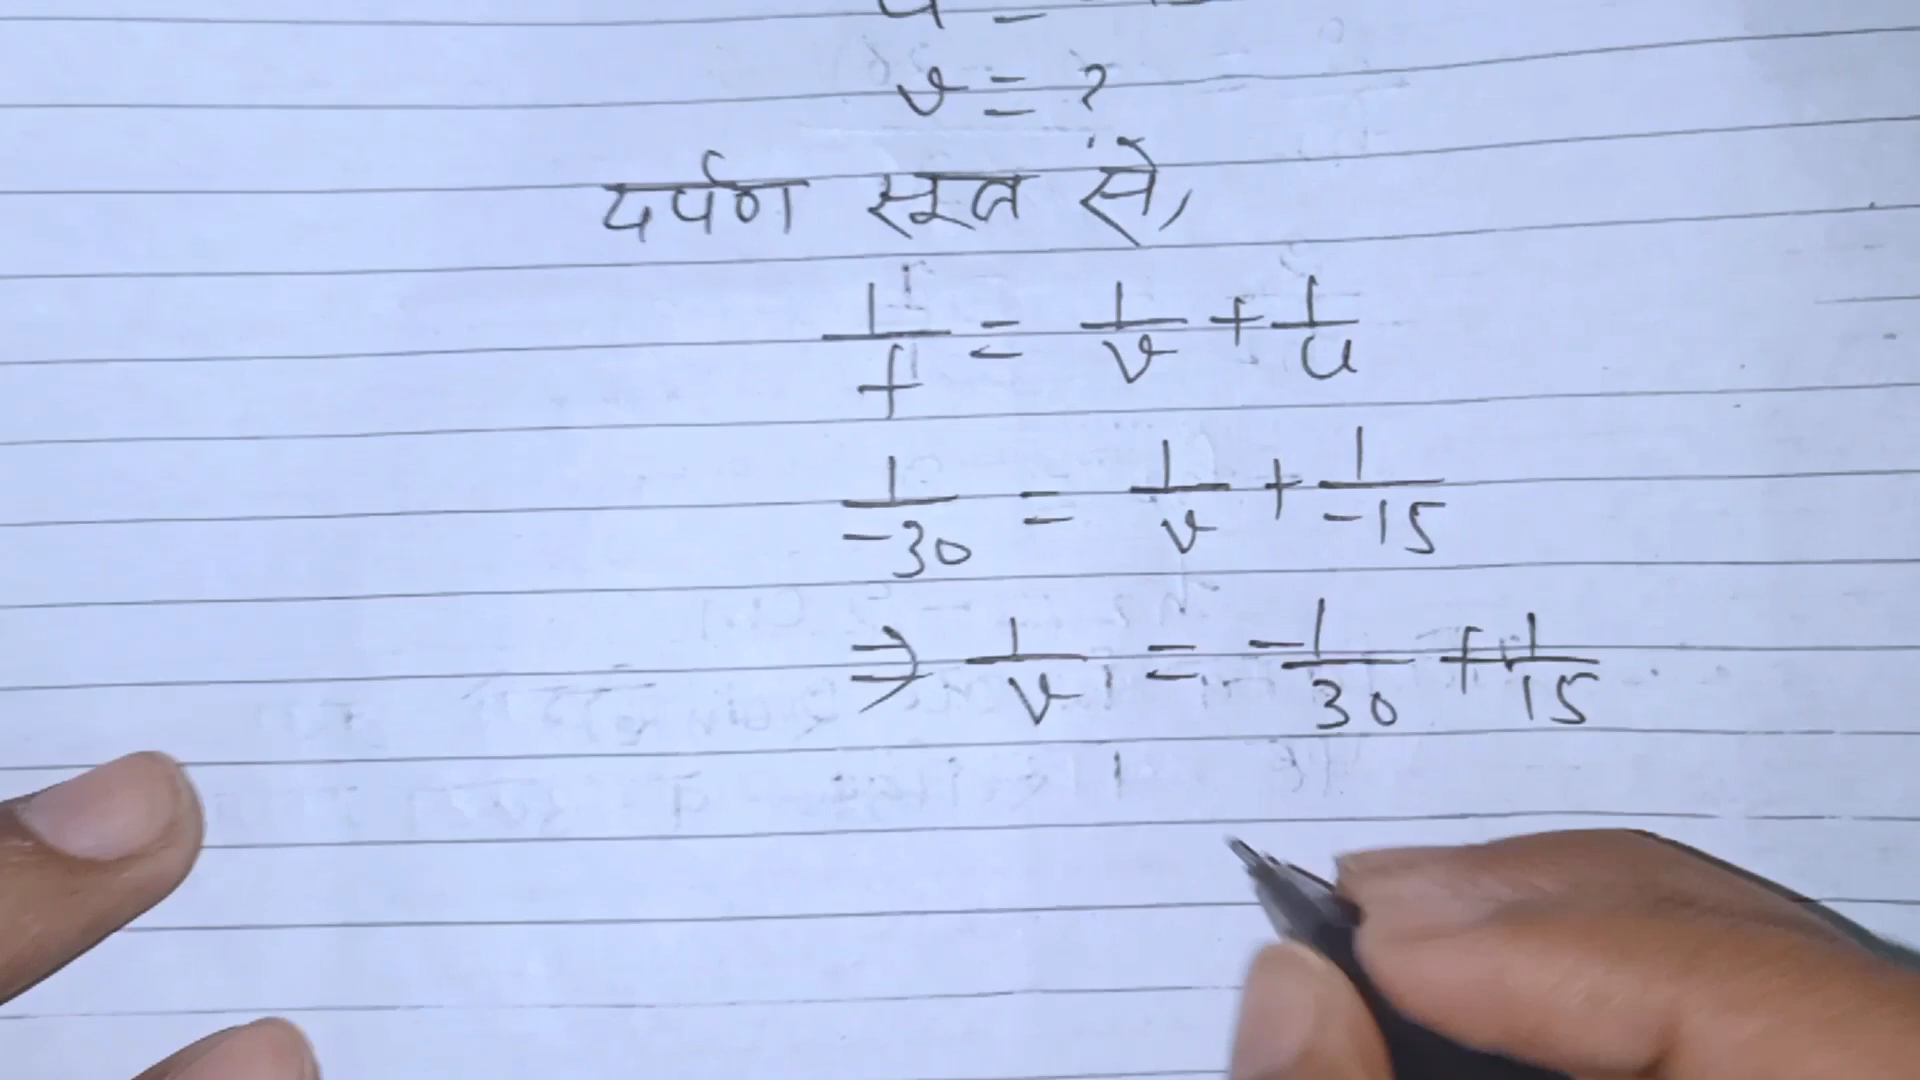 v = ?
दर्पण सूत्र से,
1/f = 1/v + 1/u
1/-30 = 1/v + 1/-15
⇒ 1/v = -1/30 + 1/15